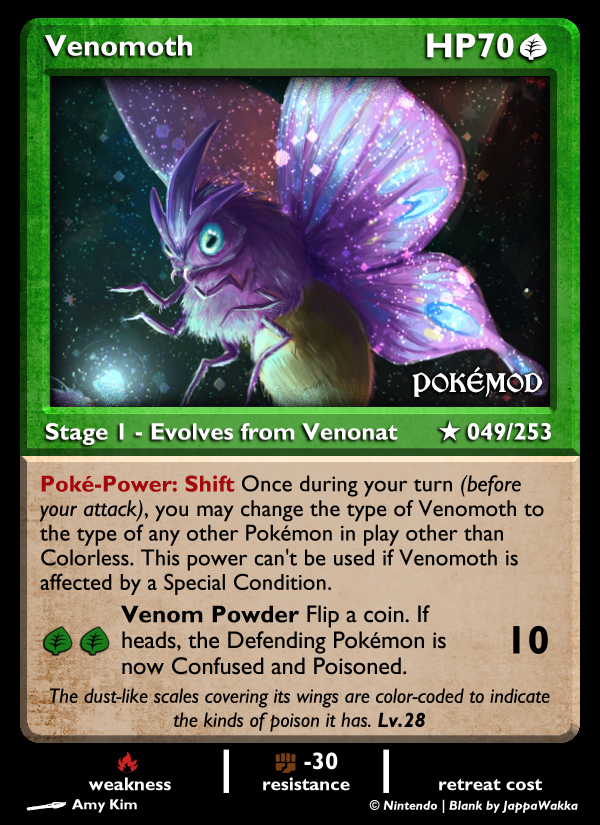 Venomoth HP70
POKÉMOD
Stage 1 - Evolves from Venonat ★ 049/253
Poké-Power: Shift Once during your turn (before
your attack), you may change the type of Venomoth to
the type of any other Pokémon in play other than
Colorless. This power can't be used if Venomoth is
affected by a Special Condition.
Venom Powder Flip a coin. If
heads, the Defending Pokémon is
now Confused and Poisoned.
10
The dust-like scales covering its wings are color-coded to indicate
the kinds of poison it has. Lv.28
-30
weakness resistance retreat cost
Amy Kim © Nintendo | Blank by JappaWakka